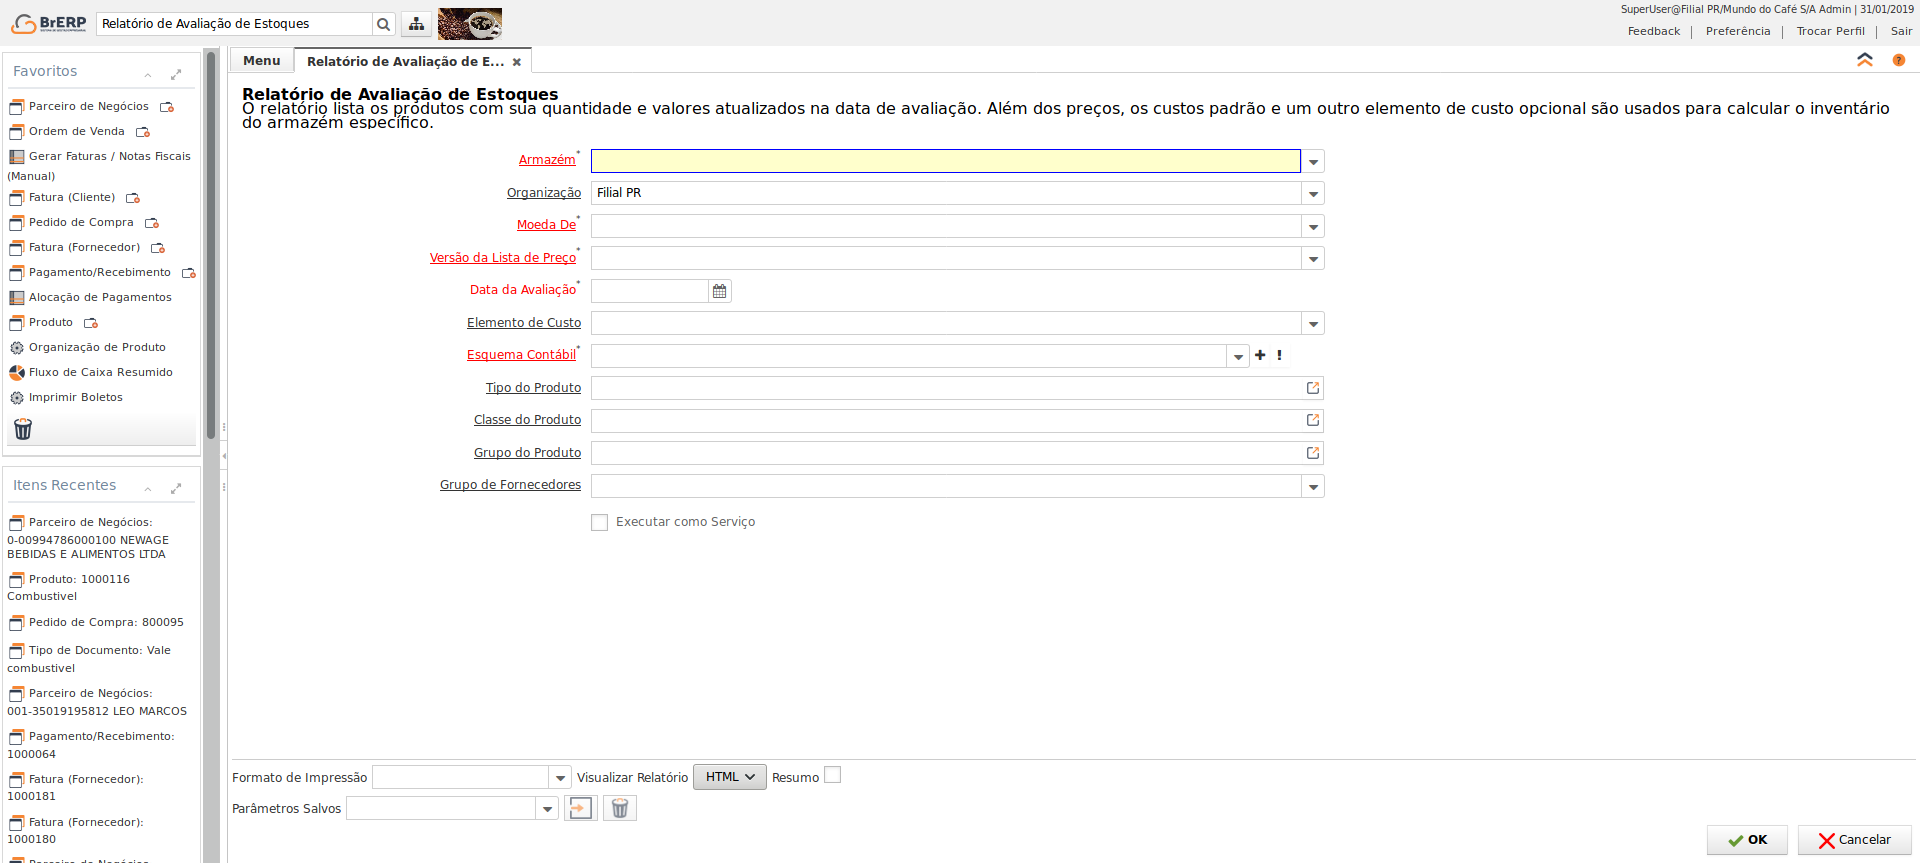 BrERP
Relatório de Avaliação de Estoques
SuperUser@Filial PR/Mundo do Café S/A Admin | 31/01/2019
Feedback | Preferência | Trocar Perfil | Sair
Favoritos
Parceiro de Negócios
Ordem de Venda
Gerar Faturas / Notas Fiscais
(Manual)
Fatura (Cliente)
Pedido de Compra
Fatura (Fornecedor)
Pagamento/Recebimento
Alocação de Pagamentos
Produto
Organização de Produto
Fluxo de Caixa Resumido
Imprimir Boletos
Itens Recentes
Parceiro de Negócios:
0-00994786000100 NEWAGE
BEBIDAS E ALIMENTOS LTDA
Produto: 1000116
Combustivel
Pedido de Compra: 800095
Tipo de Documento: Vale
combustivel
Parceiro de Negócios:
001-35019195812 LEO MARCOS
Pagamento/Recebimento:
1000064
Fatura (Fornecedor):
1000181
Fatura (Fornecedor):
1000180
Parceiro de Negócios
Menu
Relatório de Avaliação de E...
Relatório de Avaliação de Estoques
O relatório lista os produtos com sua quantidade e valores atualizados na data de avaliação. Além dos preços, os custos padrão e um outro elemento de custo opcional são usados para calcular o inventário
do armazém específico.
Armazém*
Organização Filial PR
Moeda De*
Versão da Lista de Preço*
Data da Avaliação*
Elemento de Custo
Esquema Contábil*
Tipo do Produto
Classe do Produto
Grupo do Produto
Grupo de Fornecedores
Executar como Serviço
Formato de Impressão Visualizar Relatório HTML Resumo
Parâmetros Salvos
OK Cancelar